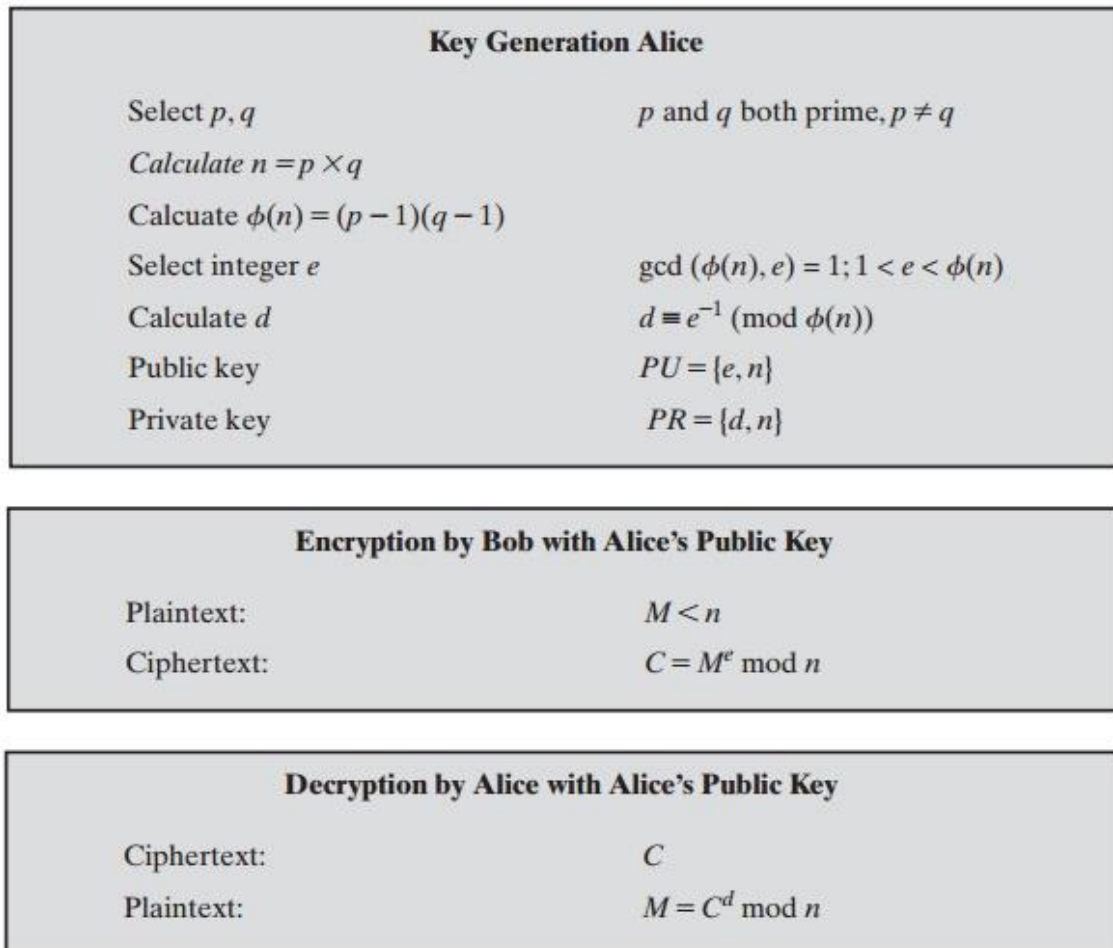 Key Generation Alice
Select p, q p and q both prime, p ≠ q
Calculate n = p × q
Calcuate ϕ(n) = (p − 1)(q − 1)
Select integer e gcd (ϕ(n), e) = 1; 1 < e < ϕ(n)
Calculate d d ≡ e⁻¹ (mod ϕ(n))
Public key PU = {e, n}
Private key PR = {d, n}
Encryption by Bob with Alice’s Public Key
Plaintext: M < n
Ciphertext: C = Mᵉ mod n
Decryption by Alice with Alice’s Public Key
Ciphertext: C
Plaintext: M = Cᵈ mod n